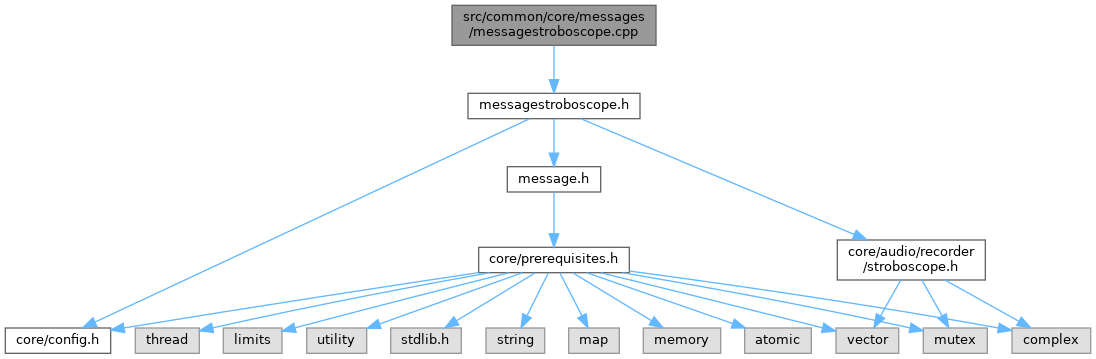 src/common/core/messages
/messagestroboscope.cpp
messagestroboscope.h
message.h
core/prerequisites.h
core/audio/recorder
/stroboscope.h
core/config.h
thread
limits
utility
stdlib.h
string
map
memory
atomic
vector
mutex
complex